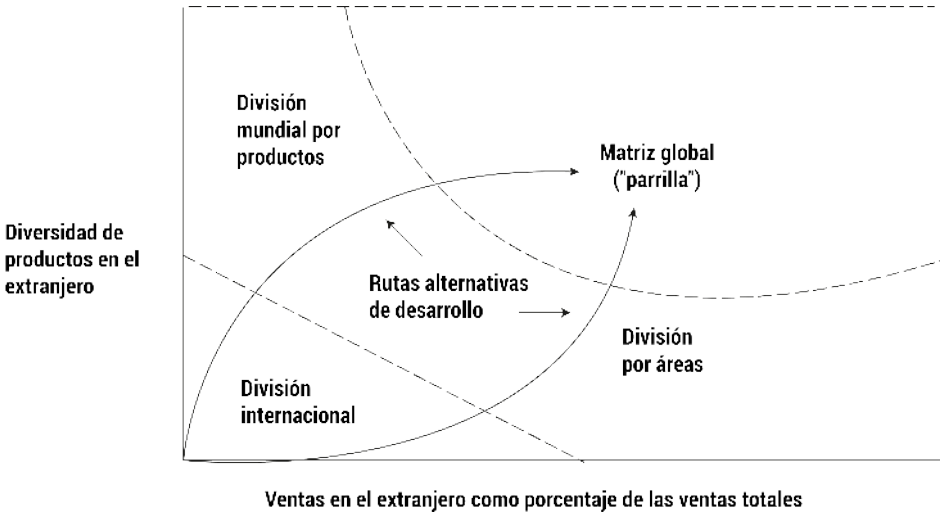 División
mundial por
productos
Matriz global
("parrilla")
Diversidad de
productos en el
extranjero
Rutas alternativas
de desarrollo
División
por áreas
División
internacional
Ventas en el extranjero como porcentaje de las ventas totales